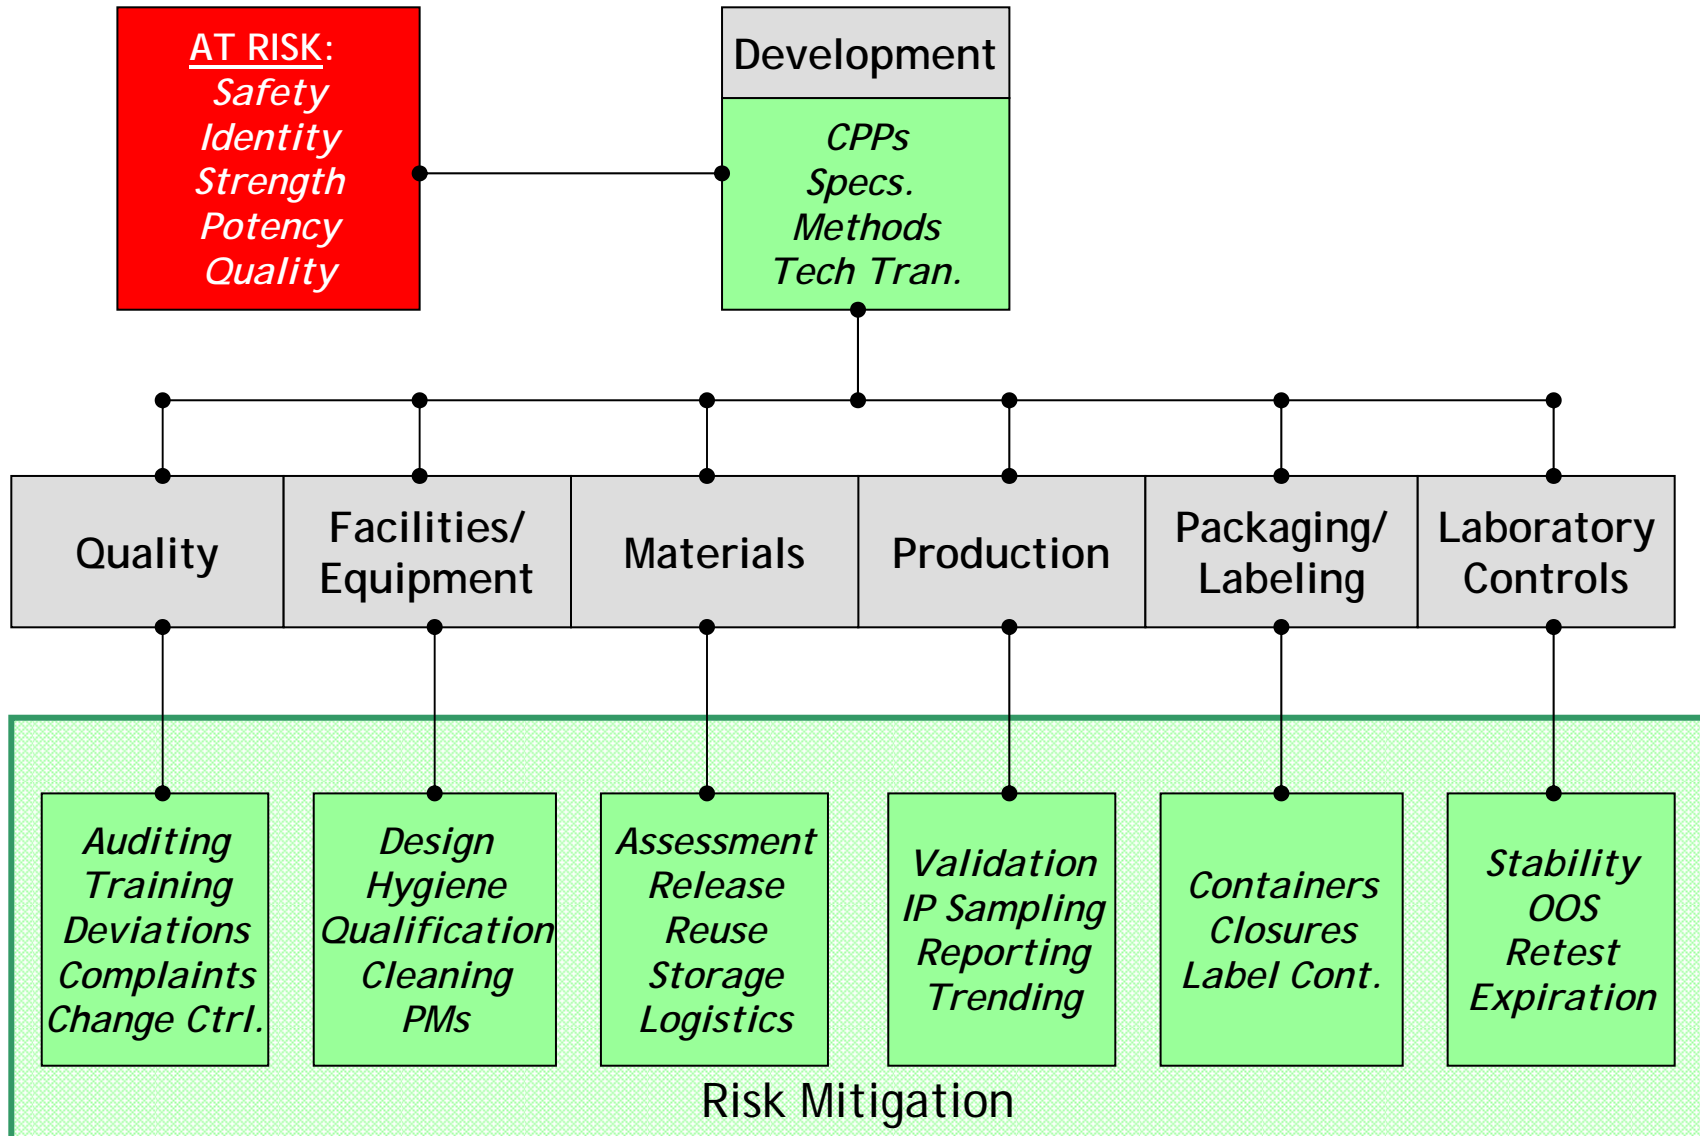 AT RISK:
Safety
Identity
Strength
Potency
Quality
Development
CPPs
Specs.
Methods
Tech Tran.
Quality
Facilities/
Equipment
Materials
Production
Packaging/
Labeling
Laboratory
Controls
Auditing
Training
Deviations
Complaints
Change Ctrl.
Design
Hygiene
Qualification
Cleaning
PMs
Assessment
Release
Reuse
Storage
Logistics
Validation
IP Sampling
Reporting
Trending
Containers
Closures
Label Cont.
Stability
OOS
Retest
Expiration
Risk Mitigation